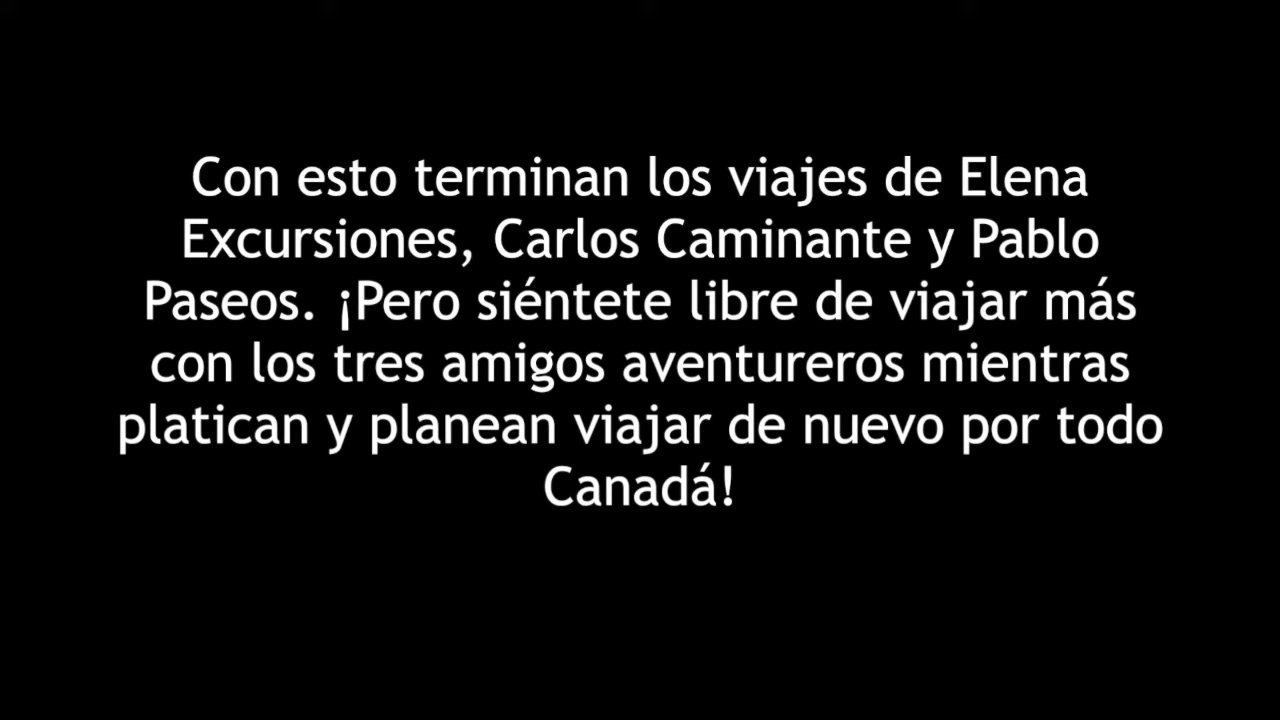 Con esto terminan los viajes de Elena
Excursiones, Carlos Caminante y Pablo
Paseos. ¡Pero siéntete libre de viajar más
con los tres amigos aventureros mientras
platican y planean viajar de nuevo por todo
Canadá!